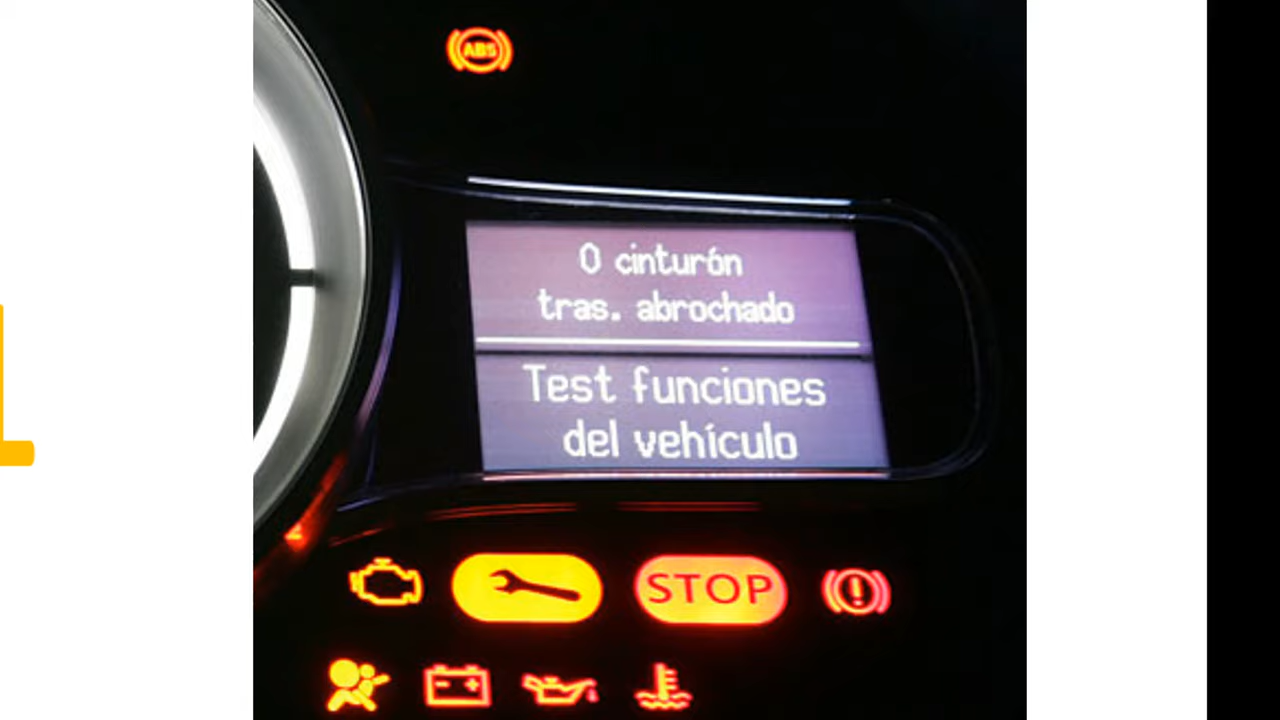 ABS
0 cinturón
tras. abrochado
Test funciones
del vehículo
STOP